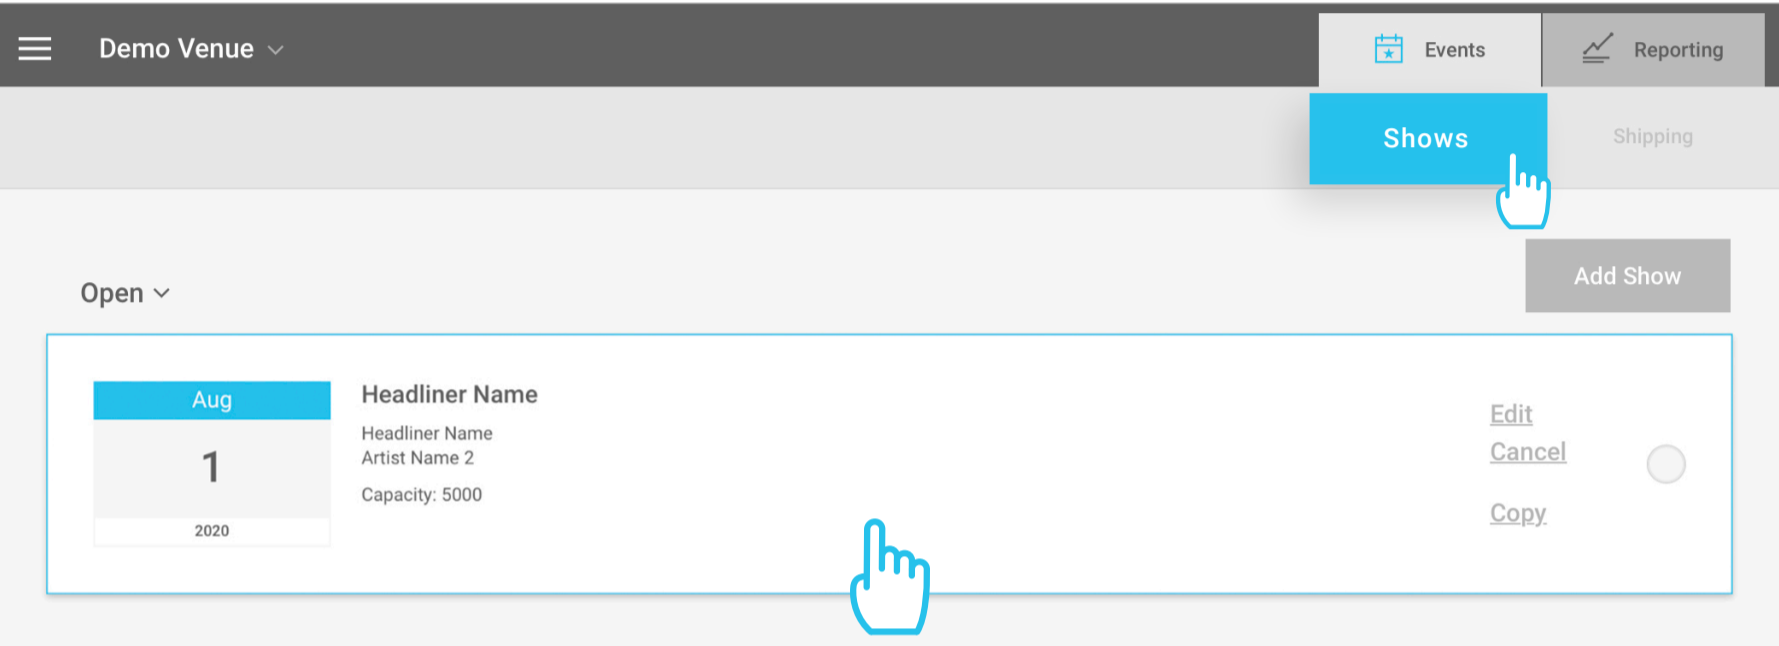 Demo Venue
Events
Reporting
Shows
Shipping
Open
Add Show
Aug
1
2020
Headliner Name
Headliner Name
Artist Name 2
Capacity: 5000
Edit
Cancel
Copy